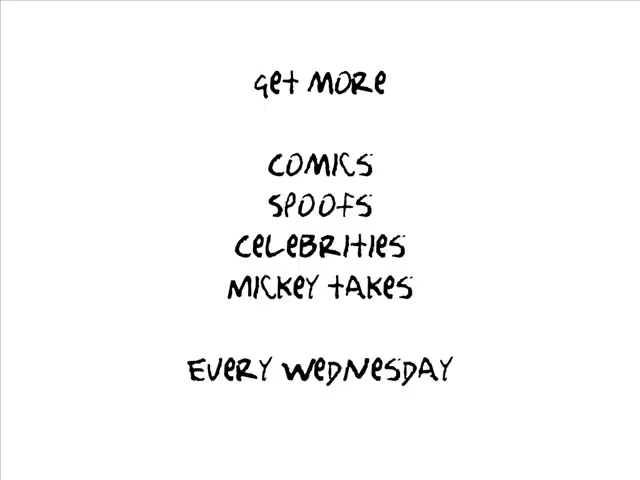 Get MORe
COMICS
SPOOFS
CeLeBRITIES
MICKeY tAKeS
EVeRY WeDNeSDAY